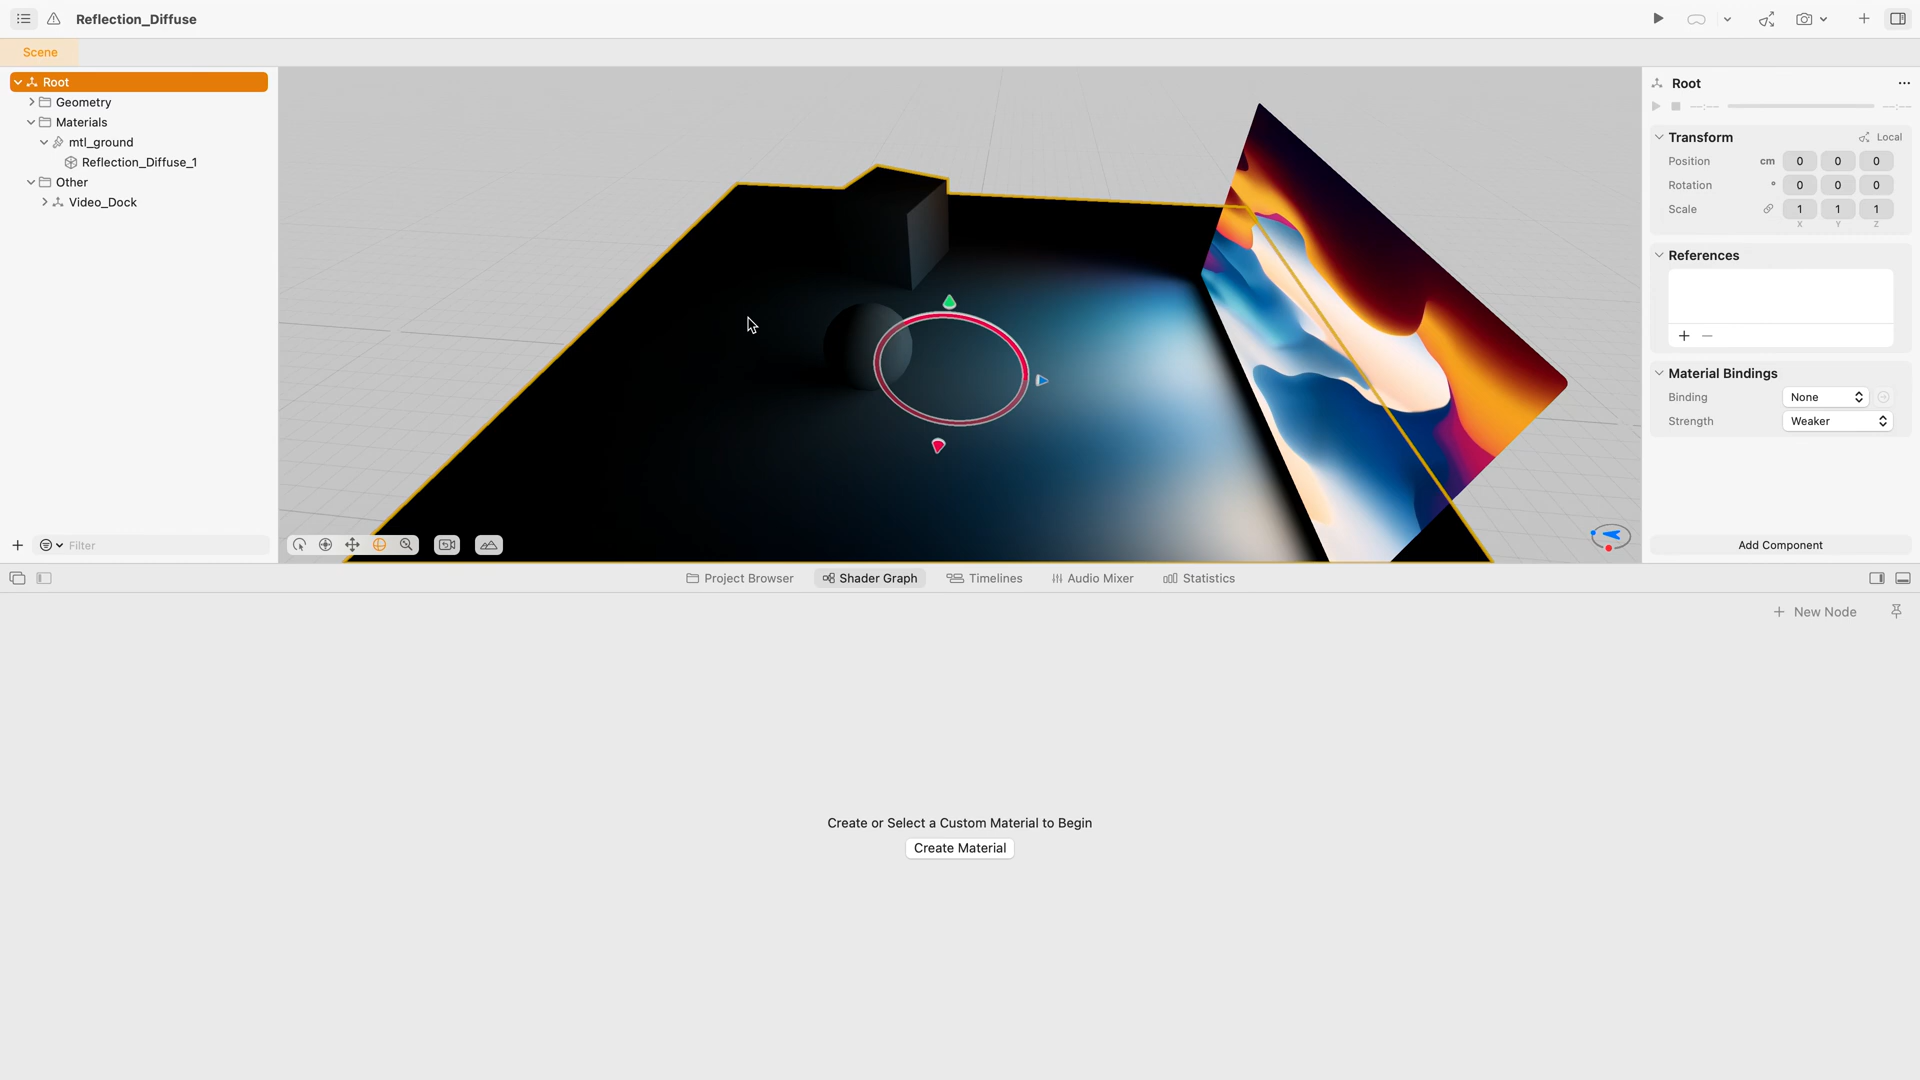 Reflection_Diffuse
Scene
Root
Geometry
Materials
mtl_ground
Reflection_Diffuse_1
Other
Video_Dock
Filter
Root
--:--
--:--
Transform
Local
Position cm 0 0 0
Rotation ° 0 0 0
Scale 1 1 1
X Y Z
References
Material Bindings
Binding None
Strength Weaker
Add Component
Project Browser
Shader Graph
Timelines
Audio Mixer
Statistics
New Node
Create or Select a Custom Material to Begin
Create Material